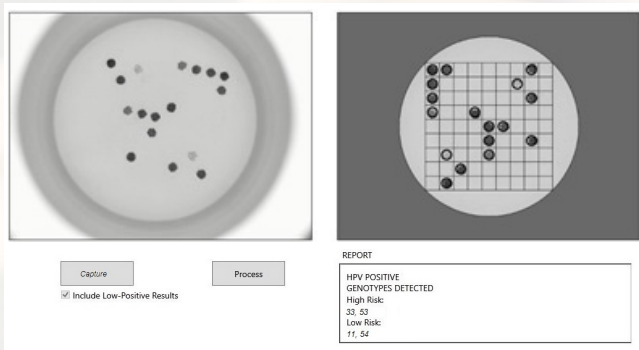 Capture
Process
Include Low-Positive Results
REPORT
HPV POSITIVE
GENOTYPES DETECTED
High Risk:
33, 53
Low Risk:
11, 54